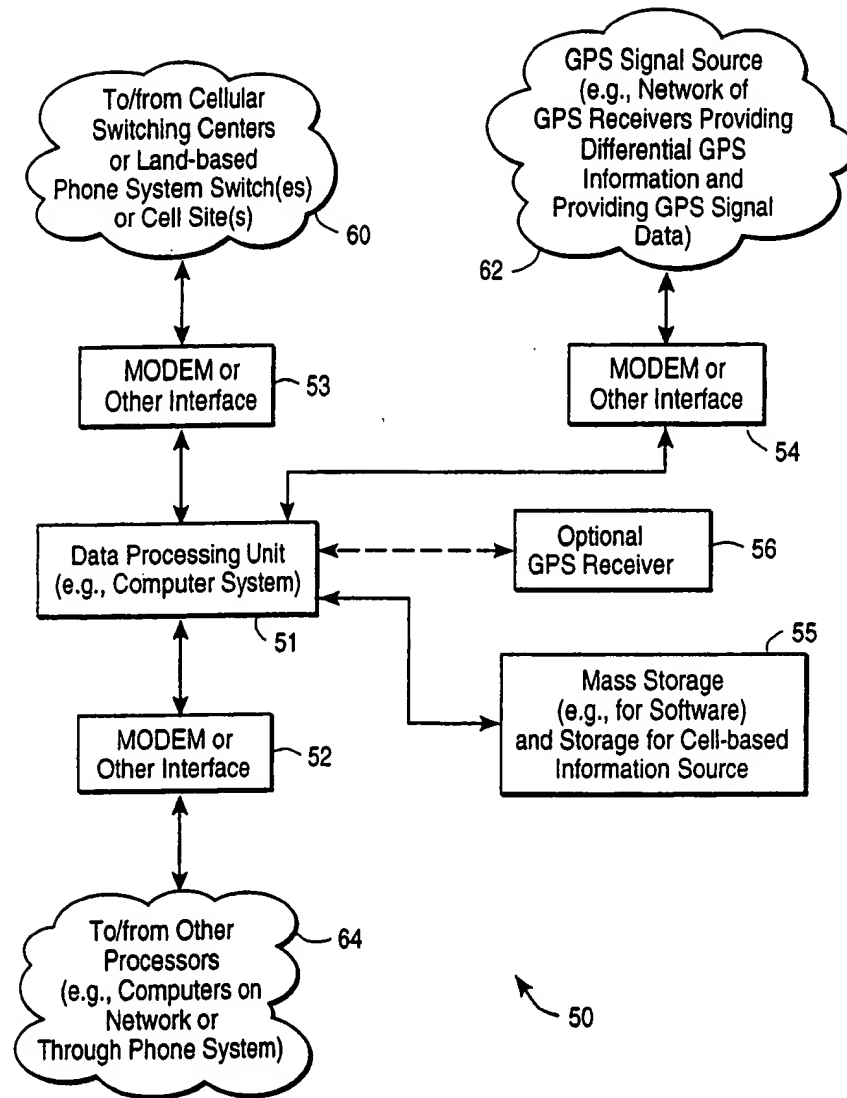 To/from Cellular
Switching Centers
or Land-based
Phone System Switch(es)
or Cell Site(s)
60
GPS Signal Source
(e.g., Network of
GPS Receivers Providing
Differential GPS
Information and
Providing GPS Signal
Data)
62
MODEM or
Other Interface
53
MODEM or
Other Interface
54
Data Processing Unit
(e.g., Computer System)
51
Optional
GPS Receiver
56
55
Mass Storage
(e.g., for Software)
and Storage for Cell-based
Information Source
MODEM or
Other Interface
52
To/from Other
Processors
(e.g., Computers on
Network or
Through Phone System)
64
50